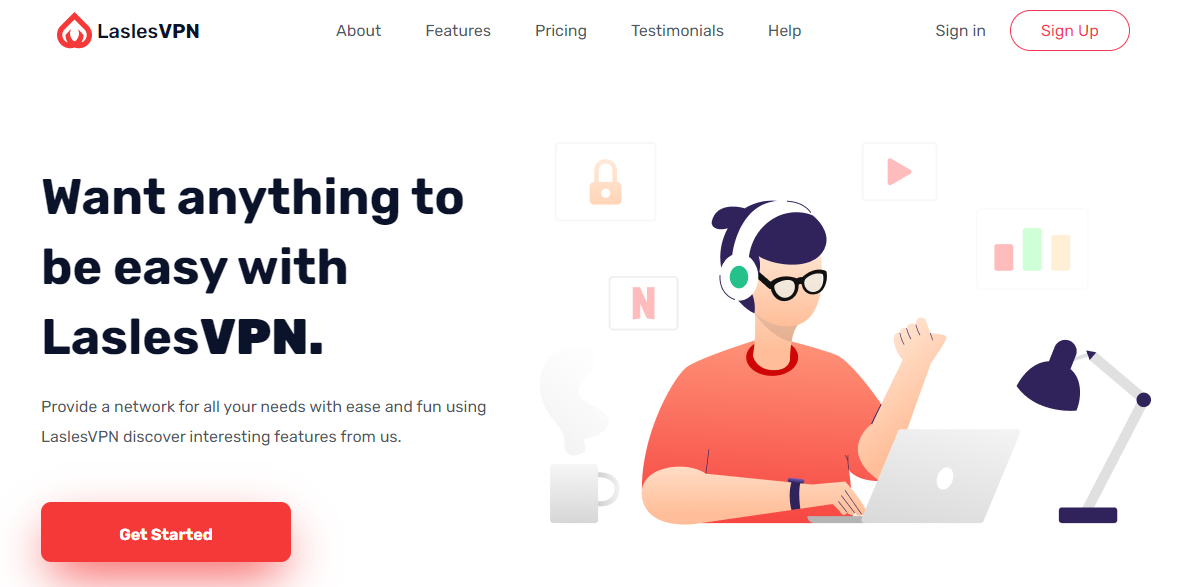 LaslesVPN
About
Features
Pricing
Testimonials
Help
Sign in
Sign Up
Want anything to
be easy with
LaslesVPN.
Provide a network for all your needs with ease and fun using
LaslesVPN discover interesting features from us.
Get Started
N